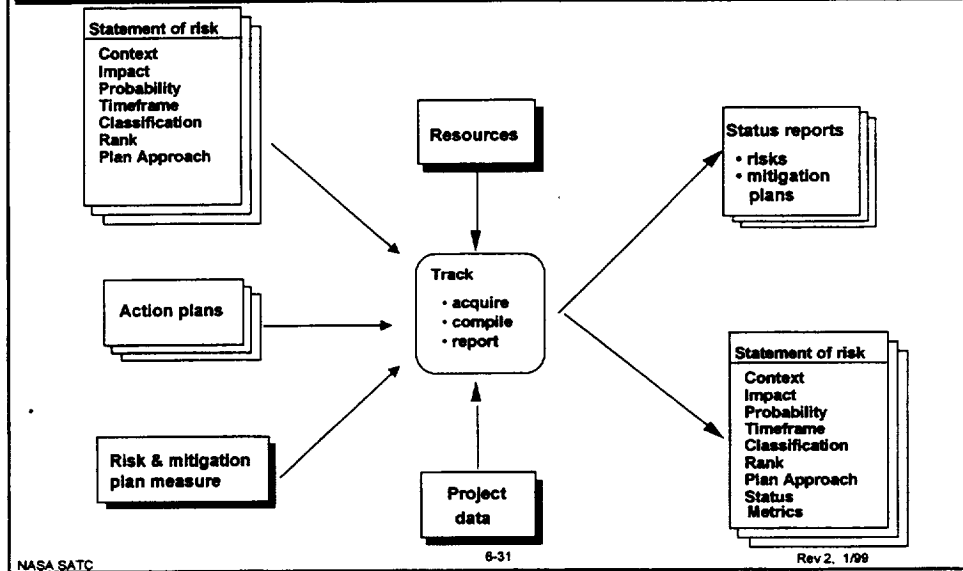 Statement of risk
Context
Impact
Probability
Timeframe
Classification
Rank
Plan Approach
Resources
Status reports
• risks
• mitigation
plans
Action plans
Track
• acquire
• compile
• report
Risk & mitigation
plan measure
Project
data
Statement of risk
Context
Impact
Probability
Timeframe
Classification
Rank
Plan Approach
Status
Metrics
NASA SATC
6-31
Rev 2, 1/99